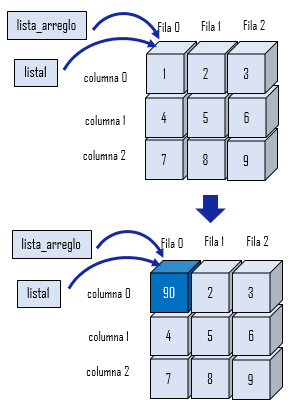 lista_arreglo
Fila 0 Fila 1 Fila 2
lista1
columna 0 1 2 3
columna 1 4 5 6
columna 2 7 8 9
lista_arreglo
Fila 0 Fila 1 Fila 2
lista1
columna 0 90 2 3
columna 1 4 5 6
columna 2 7 8 9